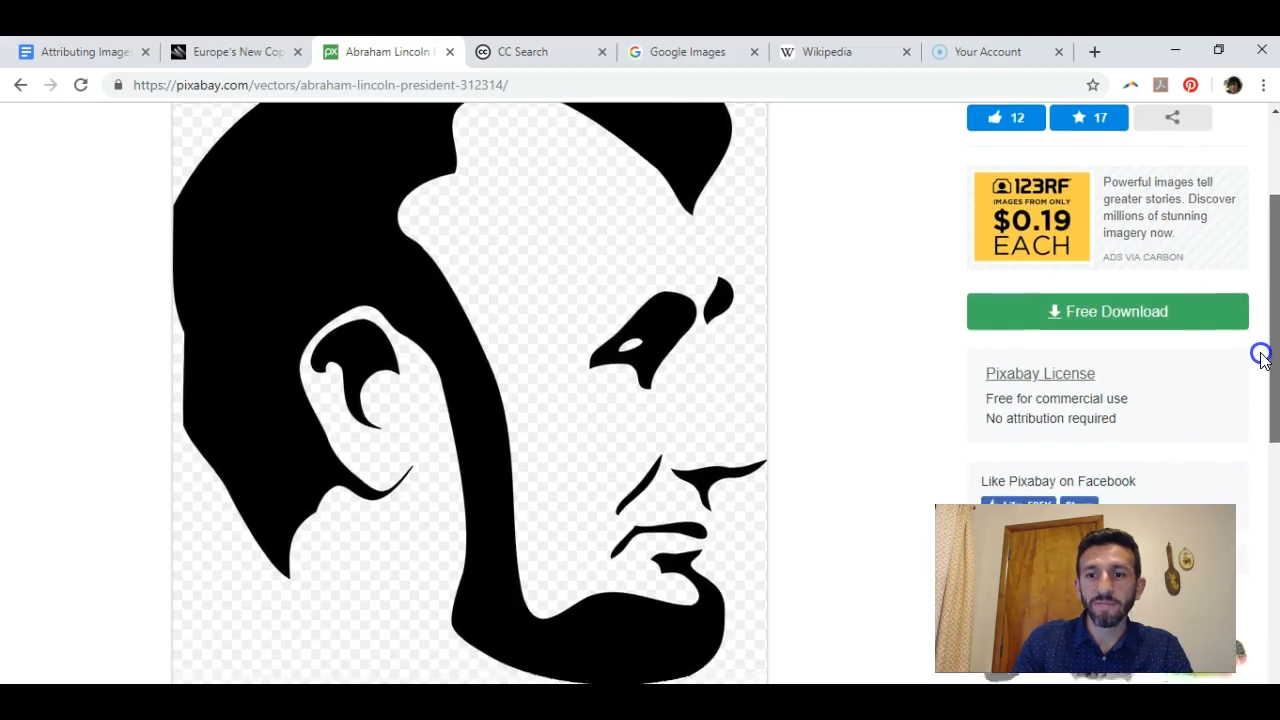 Attributing Image
Europe's New Cop
px
Abraham Lincoln P
CC Search
Google Images
W
Wikipedia
Your Account
https://pixabay.com/vectors/abraham-lincoln-president-312314/
12
17
123RF
IMAGES FROM ONLY
$0.19
EACH
Powerful images tell
greater stories. Discover
millions of stunning
imagery now.
ADS VIA CARBON
Free Download
Pixabay License
Free for commercial use
No attribution required
Like Pixabay on Facebook